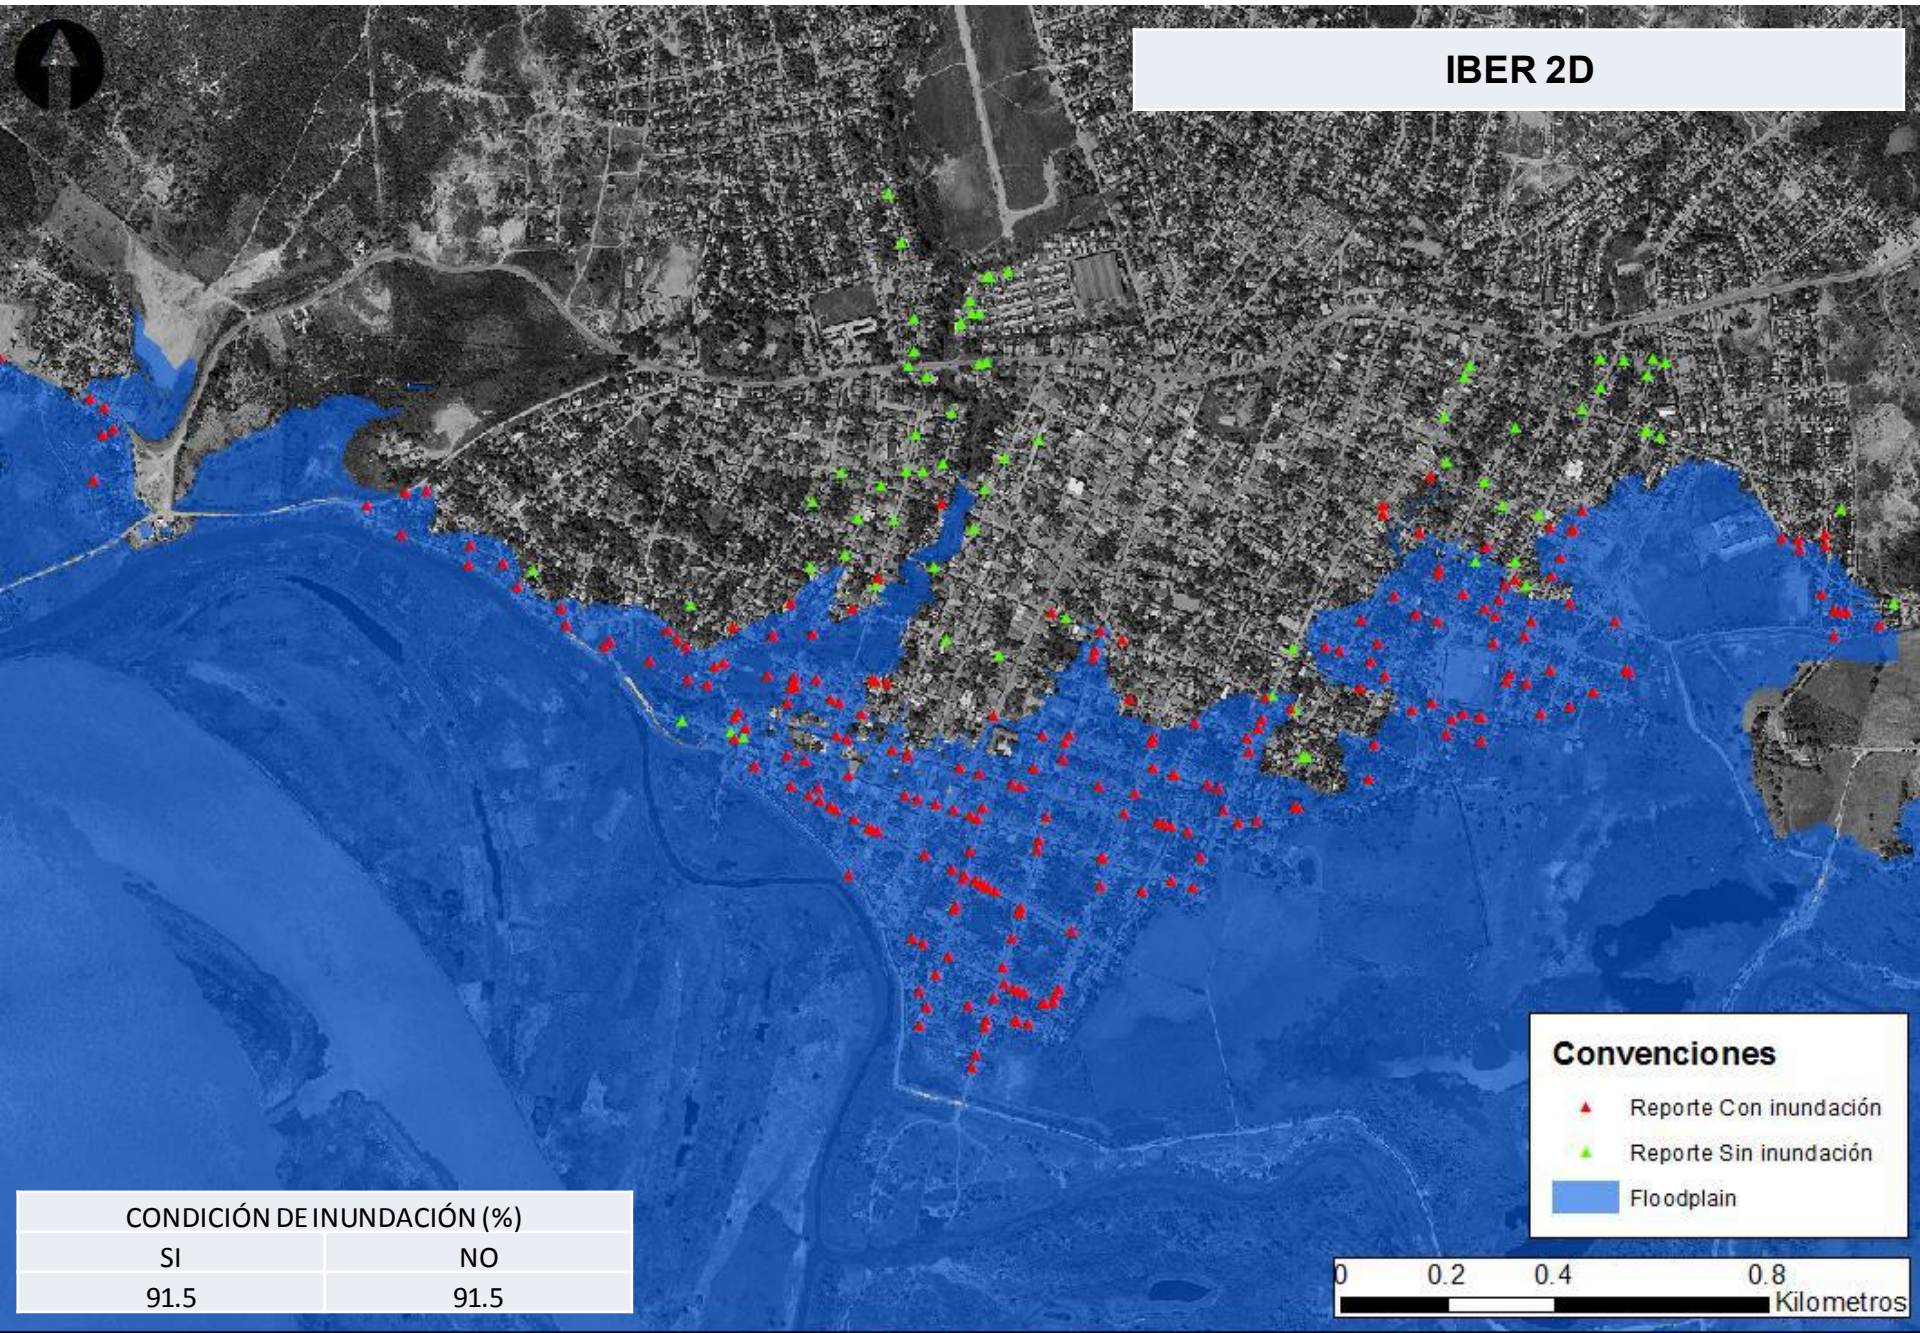 IBER 2D
Convenciones
Reporte Con inundación
Reporte Sin inundación
Floodplain
CONDICIÓN DE INUNDACIÓN (%)
SI NO
91.5 91.5
0 0.2 0.4 0.8
Kilometros